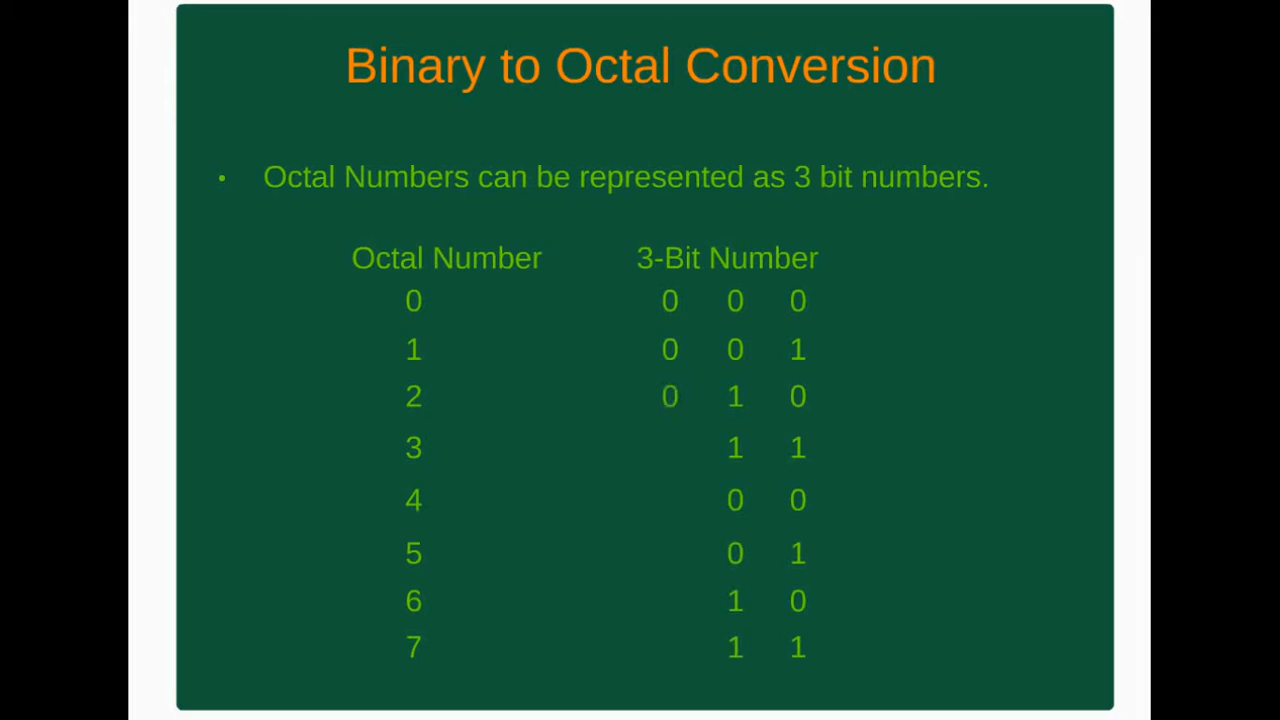 Binary to Octal Conversion
• Octal Numbers can be represented as 3 bit numbers.
Octal Number 3-Bit Number
0 0 0 0
1 0 0 1
2 0 1 0
3 1 1
4 0 0
5 0 1
6 1 0
7 1 1